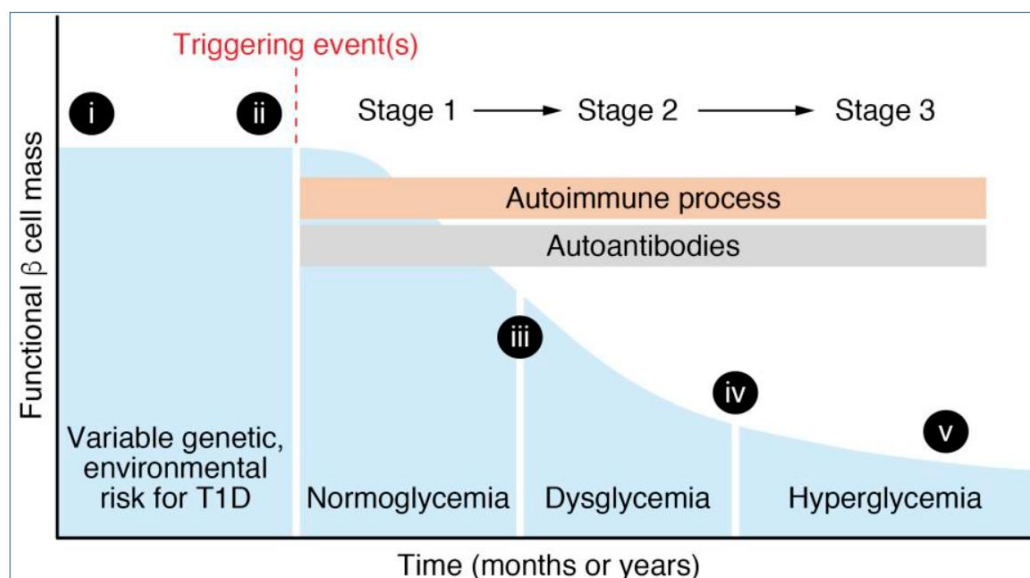 Triggering event(s)
i
ii
Stage 1
Stage 2
Stage 3
Autoimmune process
Autoantibodies
iii
iv
v
Variable genetic,
environmental
risk for T1D
Normoglycemia
Dysglycemia
Hyperglycemia
Functional β cell mass
Time (months or years)